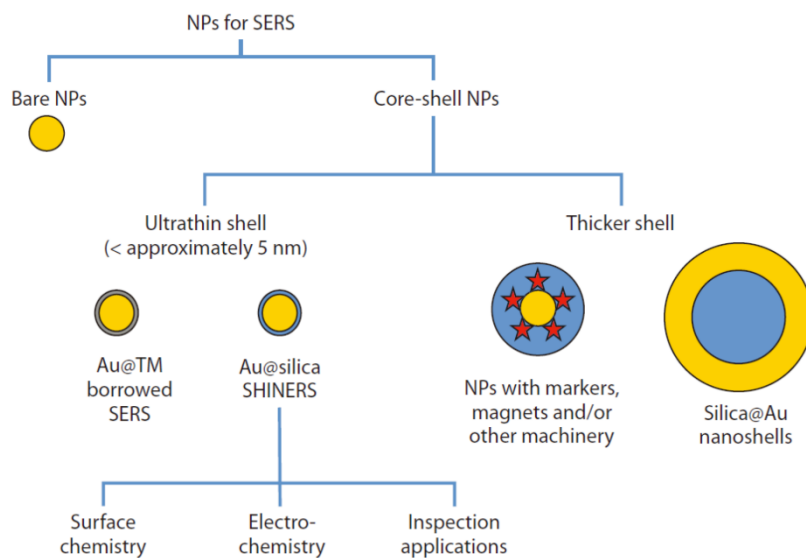 NPs for SERS
Bare NPs
Core-shell NPs
Ultrathin shell
(< approximately 5 nm)
Thicker shell
Au@TM
borrowed
SERS
Au@silica
SHINERS
NPs with markers,
magnets and/or
other machinery
Silica@Au
nanoshells
Surface
chemistry
Electro-
chemistry
Inspection
applications